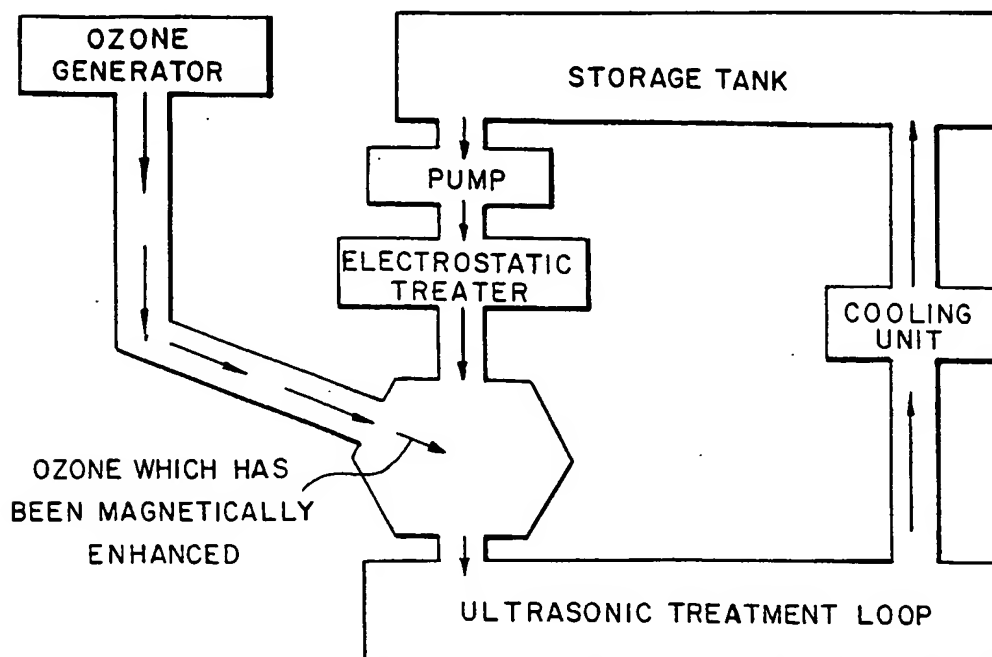 OZONE
GENERATOR
STORAGE TANK
PUMP
ELECTROSTATIC
TREATER
COOLING
UNIT
OZONE WHICH HAS
BEEN MAGNETICALLY
ENHANCED
ULTRASONIC TREATMENT LOOP